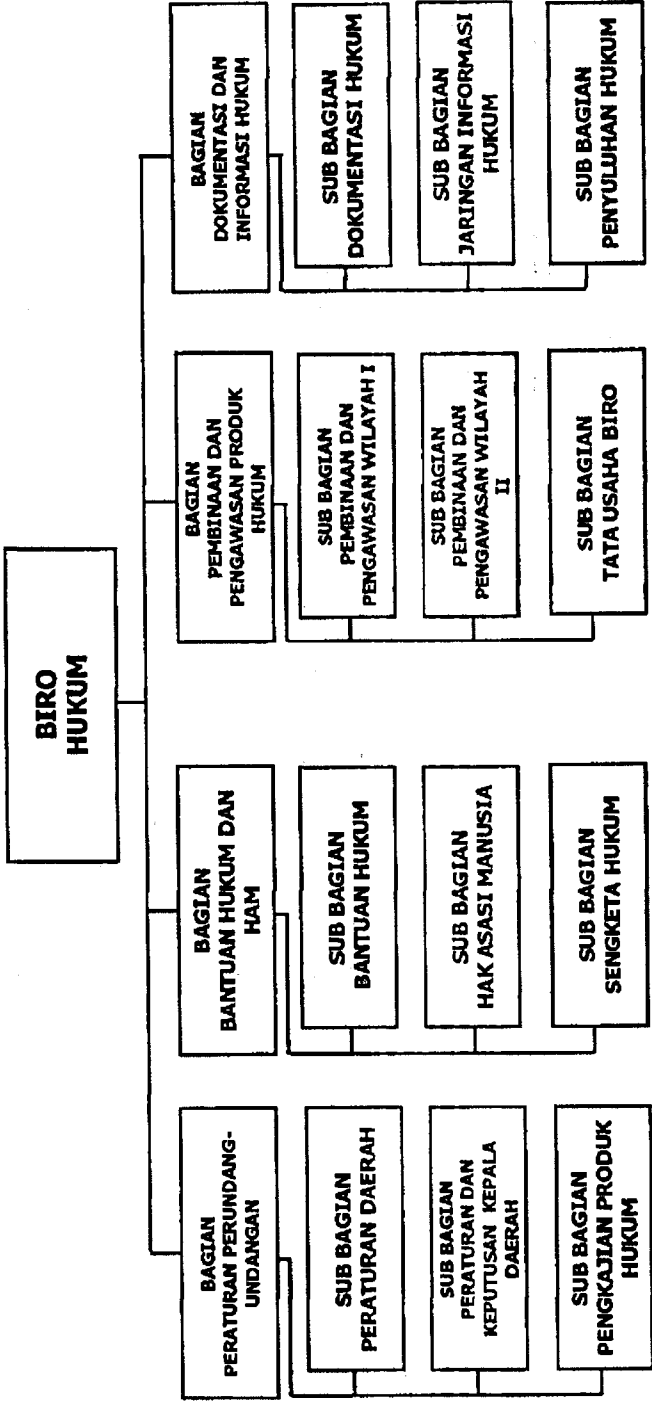 BIRO
HUKUM
BAGIAN
PERATURAN PERUNDANG-
UNDANGAN
SUB BAGIAN
PERATURAN DAERAH
SUB BAGIAN
PERATURAN DAN
KEPUTUSAN KEPALA
DAERAH
SUB BAGIAN
PENGKAJIAN PRODUK
HUKUM
BAGIAN
BANTUAN HUKUM DAN
HAM
SUB BAGIAN
BANTUAN HUKUM
SUB BAGIAN
HAK ASASI MANUSIA
SUB BAGIAN
SENGKETA HUKUM
BAGIAN
PEMBINAAN DAN
PENGAWASAN PRODUK
HUKUM
SUB BAGIAN
PEMBINAAN DAN
PENGAWASAN WILAYAH I
SUB BAGIAN
PEMBINAAN DAN
PENGAWASAN WILAYAH
II
SUB BAGIAN
TATA USAHA BIRO
BAGIAN
DOKUMENTASI DAN
INFORMASI HUKUM
SUB BAGIAN
DOKUMENTASI HUKUM
SUB BAGIAN
JARINGAN INFORMASI
HUKUM
SUB BAGIAN
PENYULUHAN HUKUM